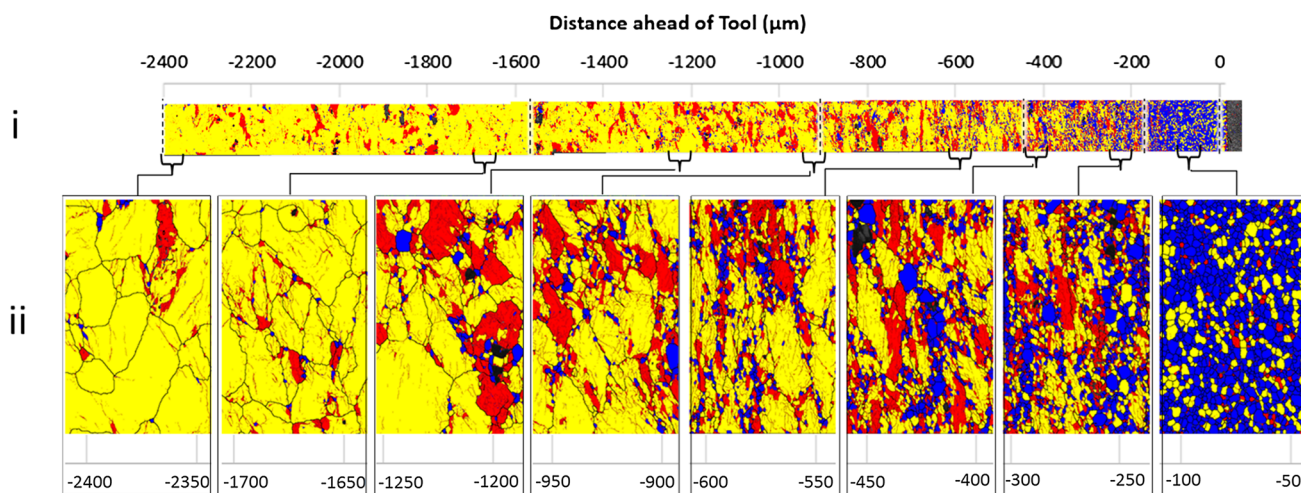 Distance ahead of Tool (µm)
-2400 -2200 -2000 -1800 -1600 -1400 -1200 -1000 -800 -600 -400 -200 0
i
ii
-2400 -2350 -1700 -1650 -1250 -1200 -950 -900 -600 -550 -450 -400 -300 -250 -100 -50